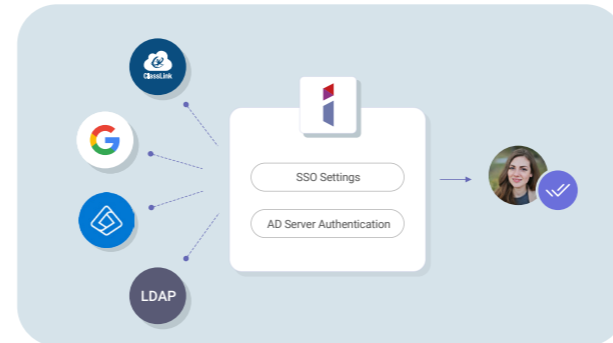 ClassLink
G
SSO Settings
AD Server Authentication
LDAP